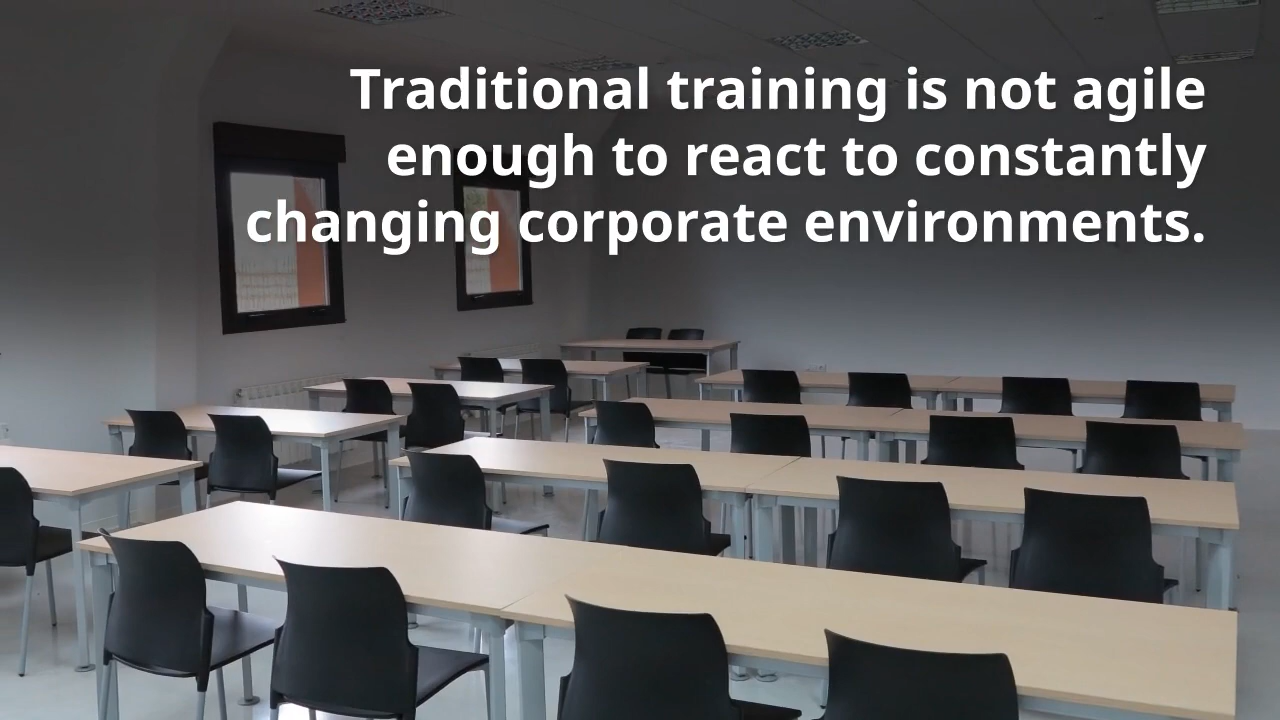 Traditional training is not agile
enough to react to constantly
changing corporate environments.